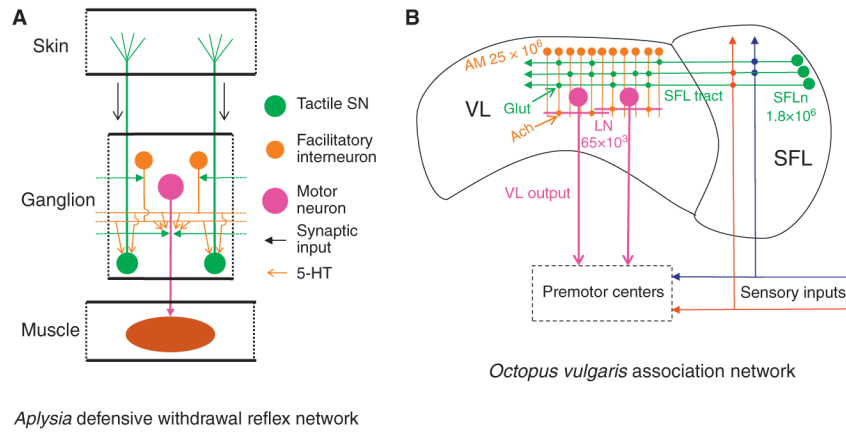 A
Skin
Tactile SN
Facilitatory
interneuron
Ganglion
Motor
neuron
Synaptic
input
5-HT
Muscle
Aplysia defensive withdrawal reflex network
B
AM 25 × 10⁶
VL
Glut
SFL tract
SFLn
1.8×10⁶
Ach
LN
65×10³
SFL
VL output
Premotor centers
Sensory inputs
Octopus vulgaris association network